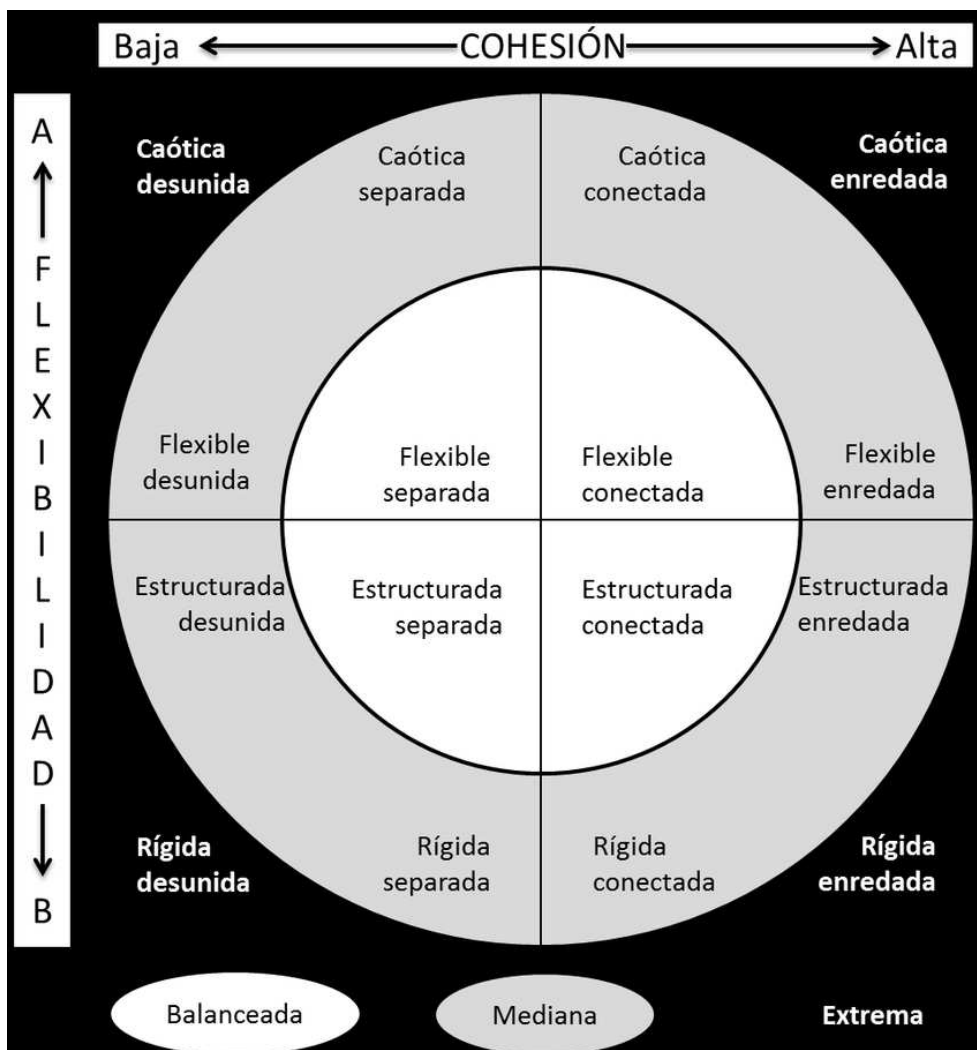 Baja COHESIÓN Alta
A
F
L
E
X
I
B
I
L
I
D
A
D
B
Caótica
desunida
Caótica
separada
Caótica
conectada
Caótica
enredada
Flexible
desunida
Flexible
separada
Flexible
conectada
Flexible
enredada
Estructurada
desunida
Estructurada
separada
Estructurada
conectada
Estructurada
enredada
Rígida
desunida
Rígida
separada
Rígida
conectada
Rígida
enredada
Balanceada
Mediana
Extrema